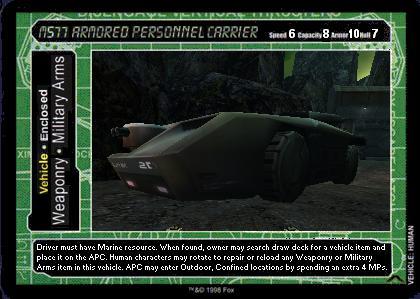 DISENGAGE VERTICAL THRUSTERS
M577 ARMORED PERSONNEL CARRIER
Speed 6 Capacity 8 Armor 10 Hull 7
Vehicle • Enclosed
Weaponry • Military Arms
Driver must have Marine resource. When found, owner may search draw deck for a vehicle item and
place it on the APC. Human characters may rotate to repair or reload any Weaponry or Military
Arms item in this vehicle. APC may enter Outdoor, Confined locations by spending an extra 4 MPs.
VEHICLE: HUMAN
™&© 1998 Fox